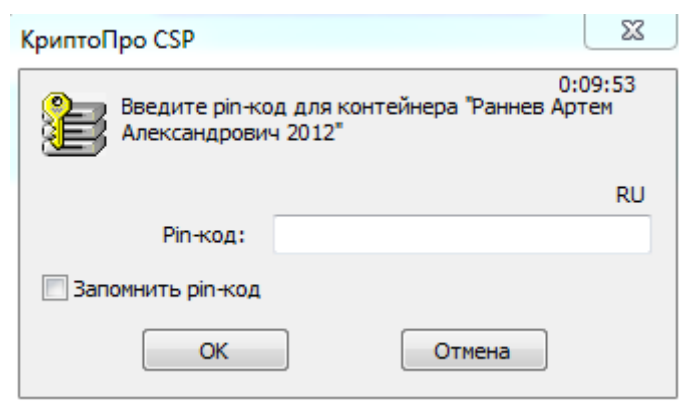 КриптоПро CSP
0:09:53
Введите pin-код для контейнера "Раннев Артем
Александрович 2012"
RU
Pin-код:
Запомнить pin-код
ОК
Отмена